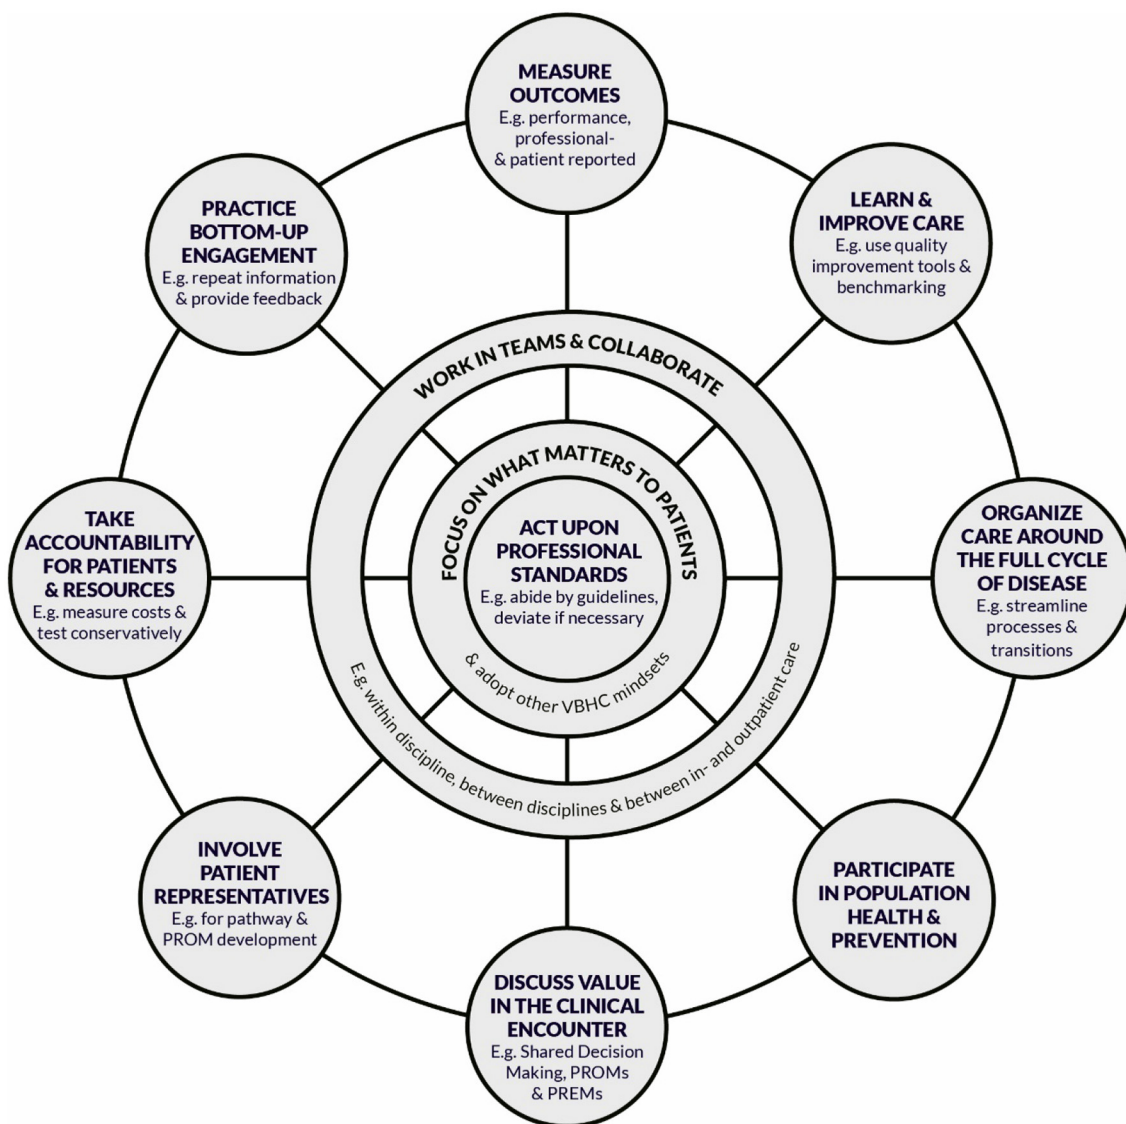 MEASURE
OUTCOMES
E.g. performance,
professional-
& patient reported
LEARN &
IMPROVE CARE
E.g. use quality
improvement tools &
benchmarking
PRACTICE
BOTTOM-UP
ENGAGEMENT
E.g. repeat information
& provide feedback
WORK IN TEAMS & COLLABORATE
E.g. within discipline, between disciplines & between in- and outpatient care
FOCUS ON WHAT MATTERS TO PATIENTS
& adopt other VBHC mindsets
ACT UPON
PROFESSIONAL
STANDARDS
E.g. abide by guidelines,
deviate if necessary
TAKE
ACCOUNTABILITY
FOR PATIENTS
& RESOURCES
E.g. measure costs &
test conservatively
ORGANIZE
CARE AROUND
THE FULL CYCLE
OF DISEASE
E.g. streamline
processes &
transitions
INVOLVE
PATIENT
REPRESENTATIVES
E.g. for pathway &
PROM development
PARTICIPATE
IN POPULATION
HEALTH &
PREVENTION
DISCUSS VALUE
IN THE CLINICAL
ENCOUNTER
E.g. Shared Decision
Making, PROMs
& PREMs